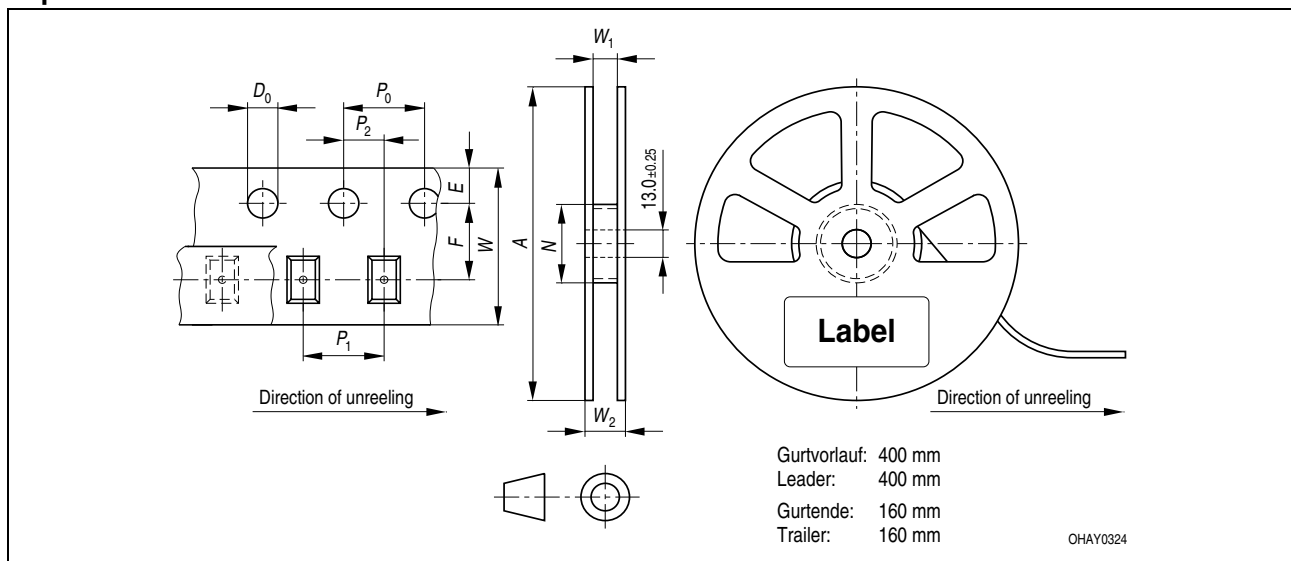 W1
D0
P0
P2
E
F
W
A
N
13.0±0.25
P1
W2
Label
Direction of unreeling
Direction of unreeling
Gurtvorlauf: 400 mm
Leader: 400 mm
Gurtende: 160 mm
Trailer: 160 mm
OHAY0324